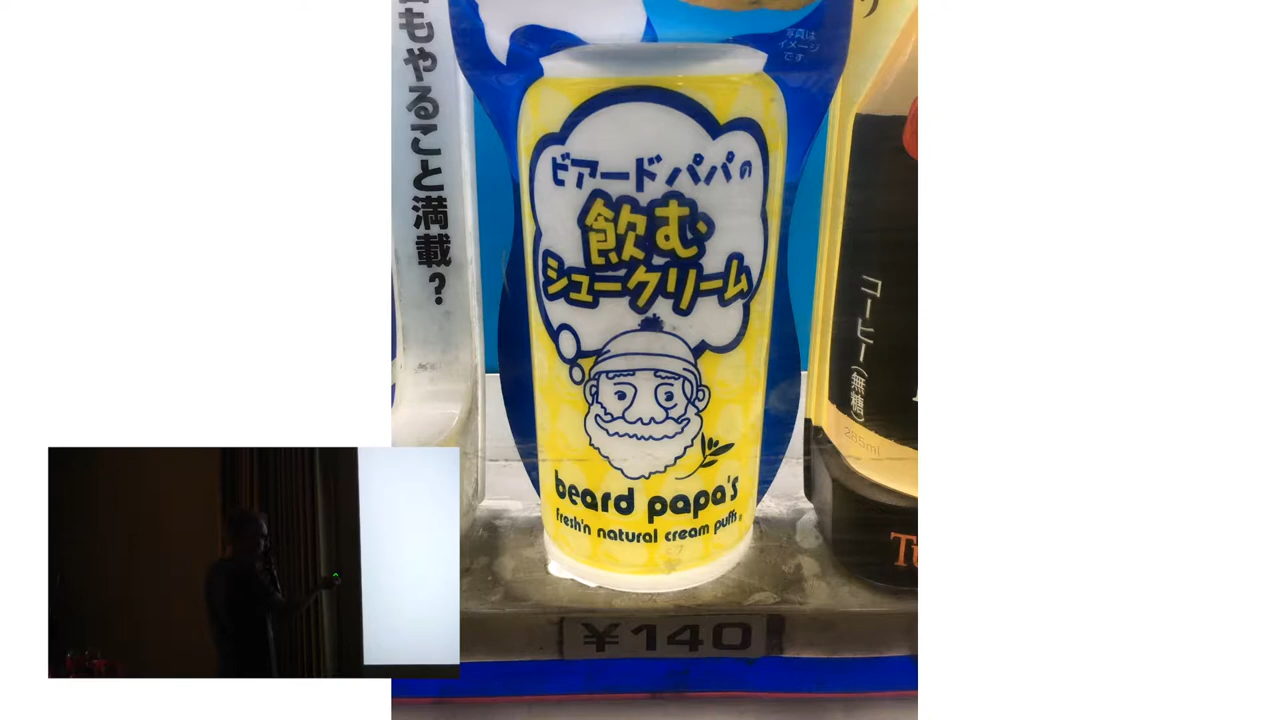 もやること満載?
写真は
イメージ
です
ビアードパパの
飲む
シュークリーム
beard papa's
fresh'n natural cream puffs
¥140
コーヒー(無糖)
285ml